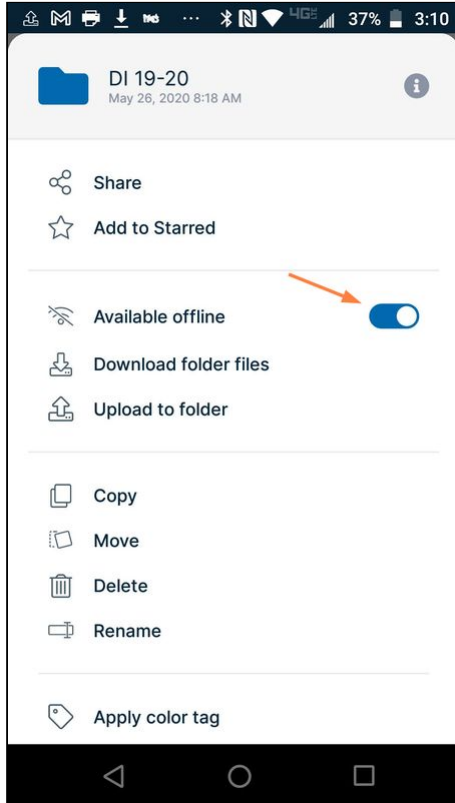 4G 37% 3:10
DI 19-20
May 26, 2020 8:18 AM
Share
Add to Starred
Available offline
Download folder files
Upload to folder
Copy
Move
Delete
Rename
Apply color tag